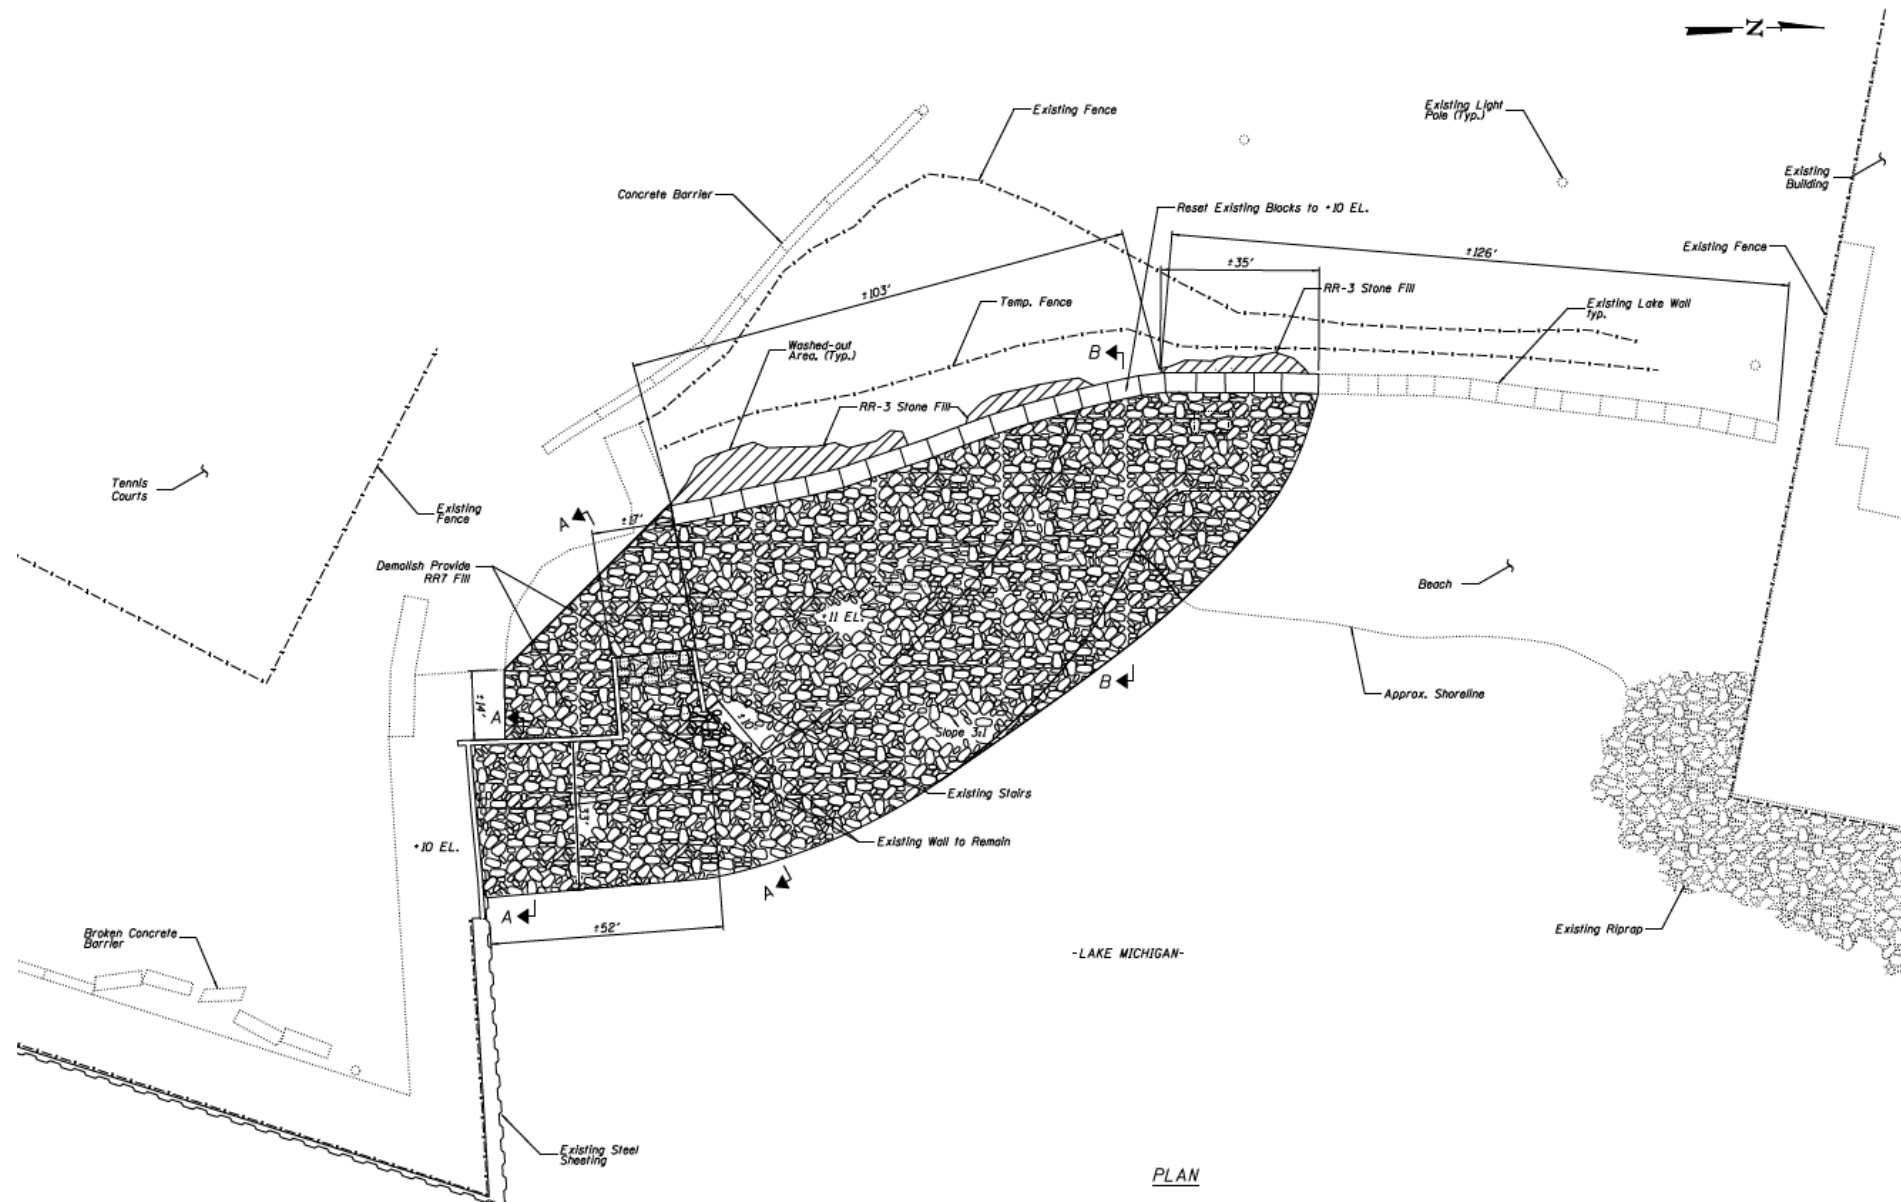 N
Existing Fence
Existing Light
Pole (Typ.)
Existing
Building
Concrete Barrier
Reset Existing Blocks to +10 EL.
±126'
Existing Fence
±35'
±103'
RR-3 Stone Fill
Temp. Fence
Existing Lake Wall
typ.
Washed-out
Area. (Typ.)
B
RR-3 Stone Fill
Tennis
Courts
Existing
Fence
A
±17'
Demolish Provide
RR7 Fill
Beach
+11 EL.
B
Approx. Shoreline
±14'
A
Slope 3:1
Existing Stairs
33'
+10 EL.
Existing Wall to Remain
A
A
±52'
Existing Riprap
Broken Concrete
Barrier
-LAKE MICHIGAN-
Existing Steel
Sheeting
PLAN